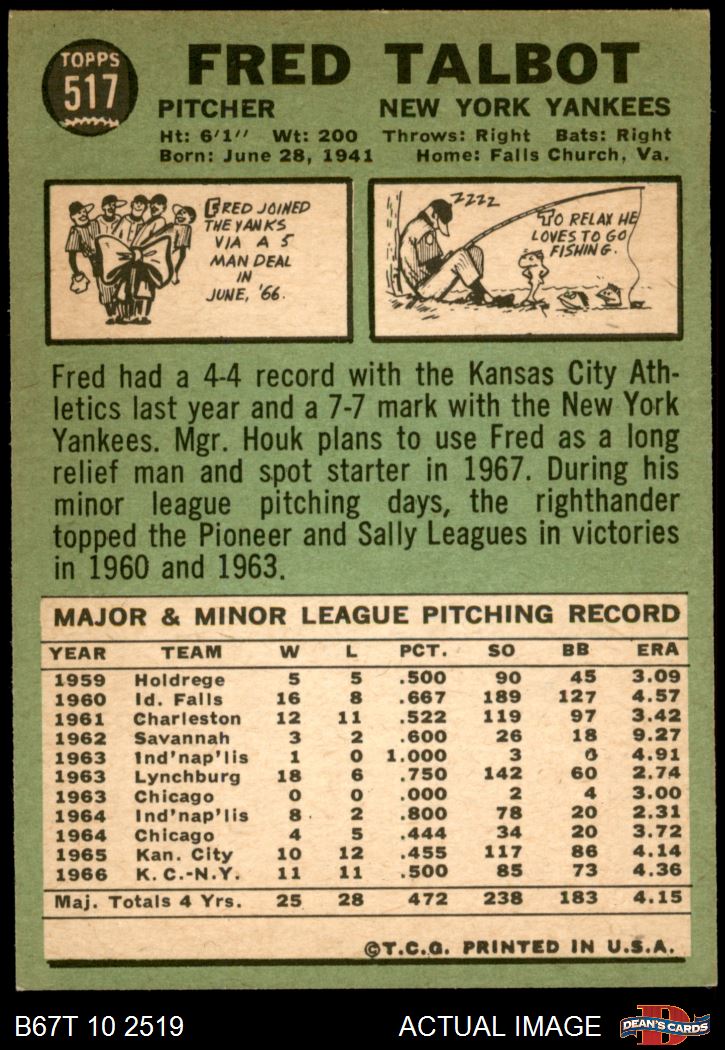 TOPPS
517
FRED TALBOT
PITCHER NEW YORK YANKEES
Ht: 6'1" Wt: 200 Throws: Right Bats: Right
Born: June 28, 1941 Home: Falls Church, Va.
FRED JOINED
THE YANKS
VIA A 5
MAN DEAL
IN
JUNE, '66.
ZZZZ
TO RELAX HE
LOVES TO GO
FISHING.
Fred had a 4-4 record with the Kansas City Ath-
letics last year and a 7-7 mark with the New York
Yankees. Mgr. Houk plans to use Fred as a long
relief man and spot starter in 1967. During his
minor league pitching days, the righthander
topped the Pioneer and Sally Leagues in victories
in 1960 and 1963.
MAJOR & MINOR LEAGUE PITCHING RECORD
YEAR TEAM W L PCT. SO BB ERA
1959 Holdrege 5 5 .500 90 45 3.09
1960 Id. Falls 16 8 .667 189 127 4.57
1961 Charleston 12 11 .522 119 97 3.42
1962 Savannah 3 2 .600 26 18 9.27
1963 Ind'nap'lis 1 0 1.000 3 6 4.91
1963 Lynchburg 18 6 .750 142 60 2.74
1963 Chicago 0 0 .000 2 4 3.00
1964 Ind'nap'lis 8 2 .800 78 20 2.31
1964 Chicago 4 5 .444 34 20 3.72
1965 Kan. City 10 12 .455 117 86 4.14
1966 K.C.-N.Y. 11 11 .500 85 73 4.36
Maj. Totals 4 Yrs. 25 28 .472 238 183 4.15
©T.C.G. PRINTED IN U.S.A.
B67T 10 2519 ACTUAL IMAGE DEAN'S CARDS